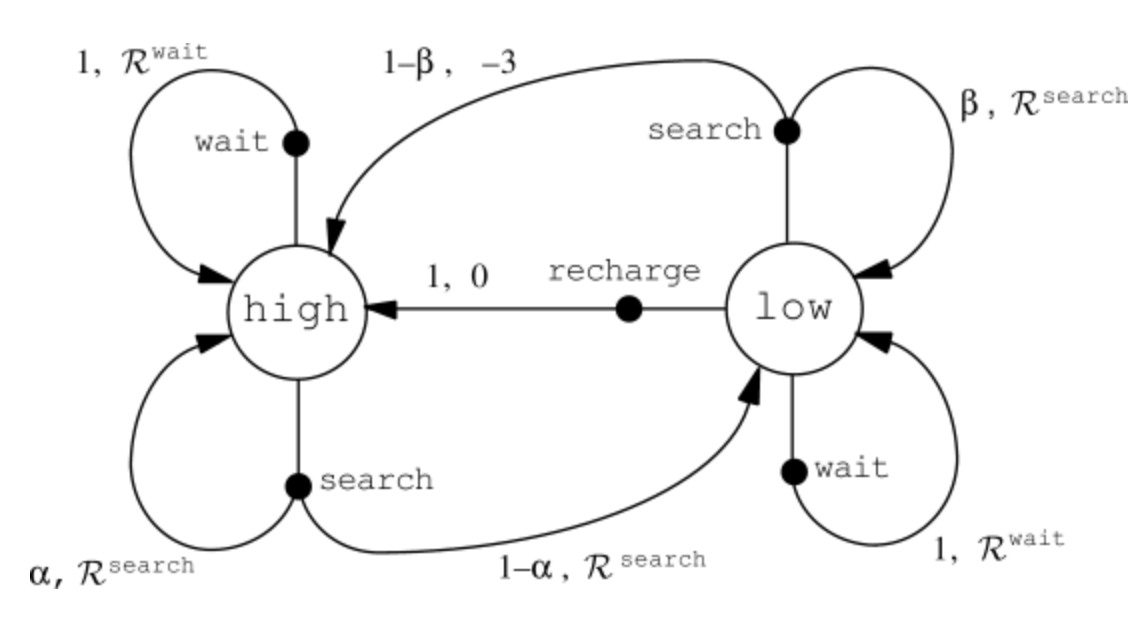 1, ℛ^wait
1–β , –3
β , ℛ^search
wait
search
high
1, 0
recharge
low
search
wait
α, ℛ^search
1–α , ℛ^search
1, ℛ^wait